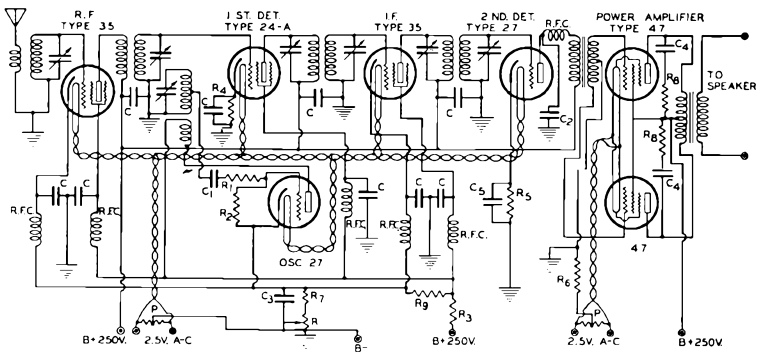 R.F
TYPE 35
1 ST. DET.
TYPE 24-A
I.F.
TYPE 35
2 ND. DET.
TYPE 27
R.F.C.
POWER AMPLIFIER
TYPE 47
C4
R8
TO
SPEAKER
R4
C
C
C
C
C2
R8
C4
C1
R1
R2
C
C
C
C
C
C5
R5
R.F.C
R.F.C
R.F.C
R.F.C
R.F.C.
OSC 27
47
R6
C3
R7
R9
R3
R
P
P
B+250V.
2.5V. A-C
B-
B+250V.
2.5V. A-C
B+250V.